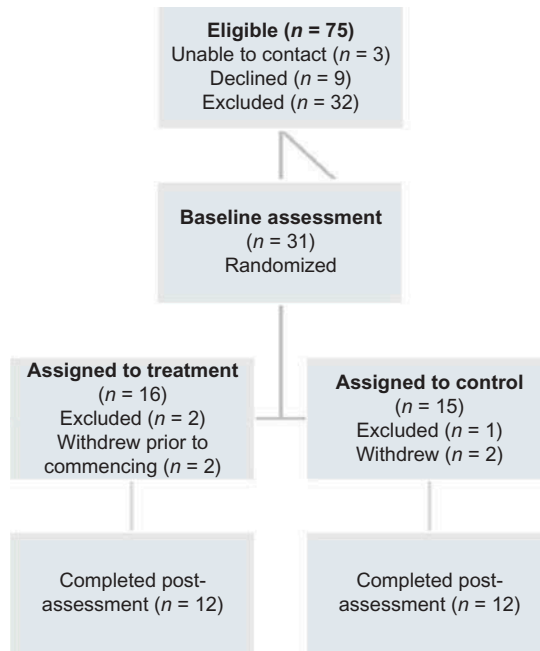 Eligible (n = 75)
Unable to contact (n = 3)
Declined (n = 9)
Excluded (n = 32)
Baseline assessment
(n = 31)
Randomized
Assigned to treatment
(n = 16)
Excluded (n = 2)
Withdrew prior to
commencing (n = 2)
Assigned to control
(n = 15)
Excluded (n = 1)
Withdrew (n = 2)
Completed post-
assessment (n = 12)
Completed post-
assessment (n = 12)